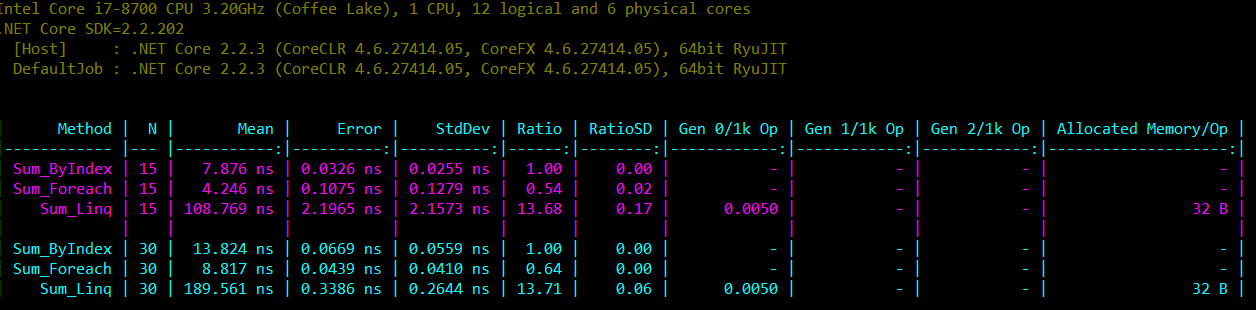 Intel Core i7-8700 CPU 3.20GHz (Coffee Lake), 1 CPU, 12 logical and 6 physical cores
.NET Core SDK=2.2.202
  [Host]     : .NET Core 2.2.3 (CoreCLR 4.6.27414.05, CoreFX 4.6.27414.05), 64bit RyuJIT
  DefaultJob : .NET Core 2.2.3 (CoreCLR 4.6.27414.05, CoreFX 4.6.27414.05), 64bit RyuJIT
|      Method |  N |       Mean |     Error |    StdDev | Ratio | RatioSD | Gen 0/1k Op | Gen 1/1k Op | Gen 2/1k Op | Allocated Memory/Op |
|------------ |--- |-----------:|----------:|----------:|------:|--------:|------------:|------------:|------------:|--------------------:|
|  Sum_ByIndex | 15 |   7.876 ns | 0.0326 ns | 0.0255 ns |  1.00 |    0.00 |           - |           - |           - |                   - |
| Sum_Foreach | 15 |   4.246 ns | 0.1075 ns | 0.1279 ns |  0.54 |    0.02 |           - |           - |           - |                   - |
|    Sum_Linq | 15 | 108.769 ns | 2.1965 ns | 2.1573 ns | 13.68 |    0.17 |      0.0050 |           - |           - |                32 B |
|             |    |            |           |           |       |         |             |             |             |                     |
| Sum_ByIndex | 30 |  13.824 ns | 0.0669 ns | 0.0559 ns |  1.00 |    0.00 |           - |           - |           - |                   - |
| Sum_Foreach | 30 |   8.817 ns | 0.0439 ns | 0.0410 ns |  0.64 |    0.00 |           - |           - |           - |                   - |
|    Sum_Linq | 30 | 189.561 ns | 0.3386 ns | 0.2644 ns | 13.71 |    0.06 |      0.0050 |           - |           - |                32 B |